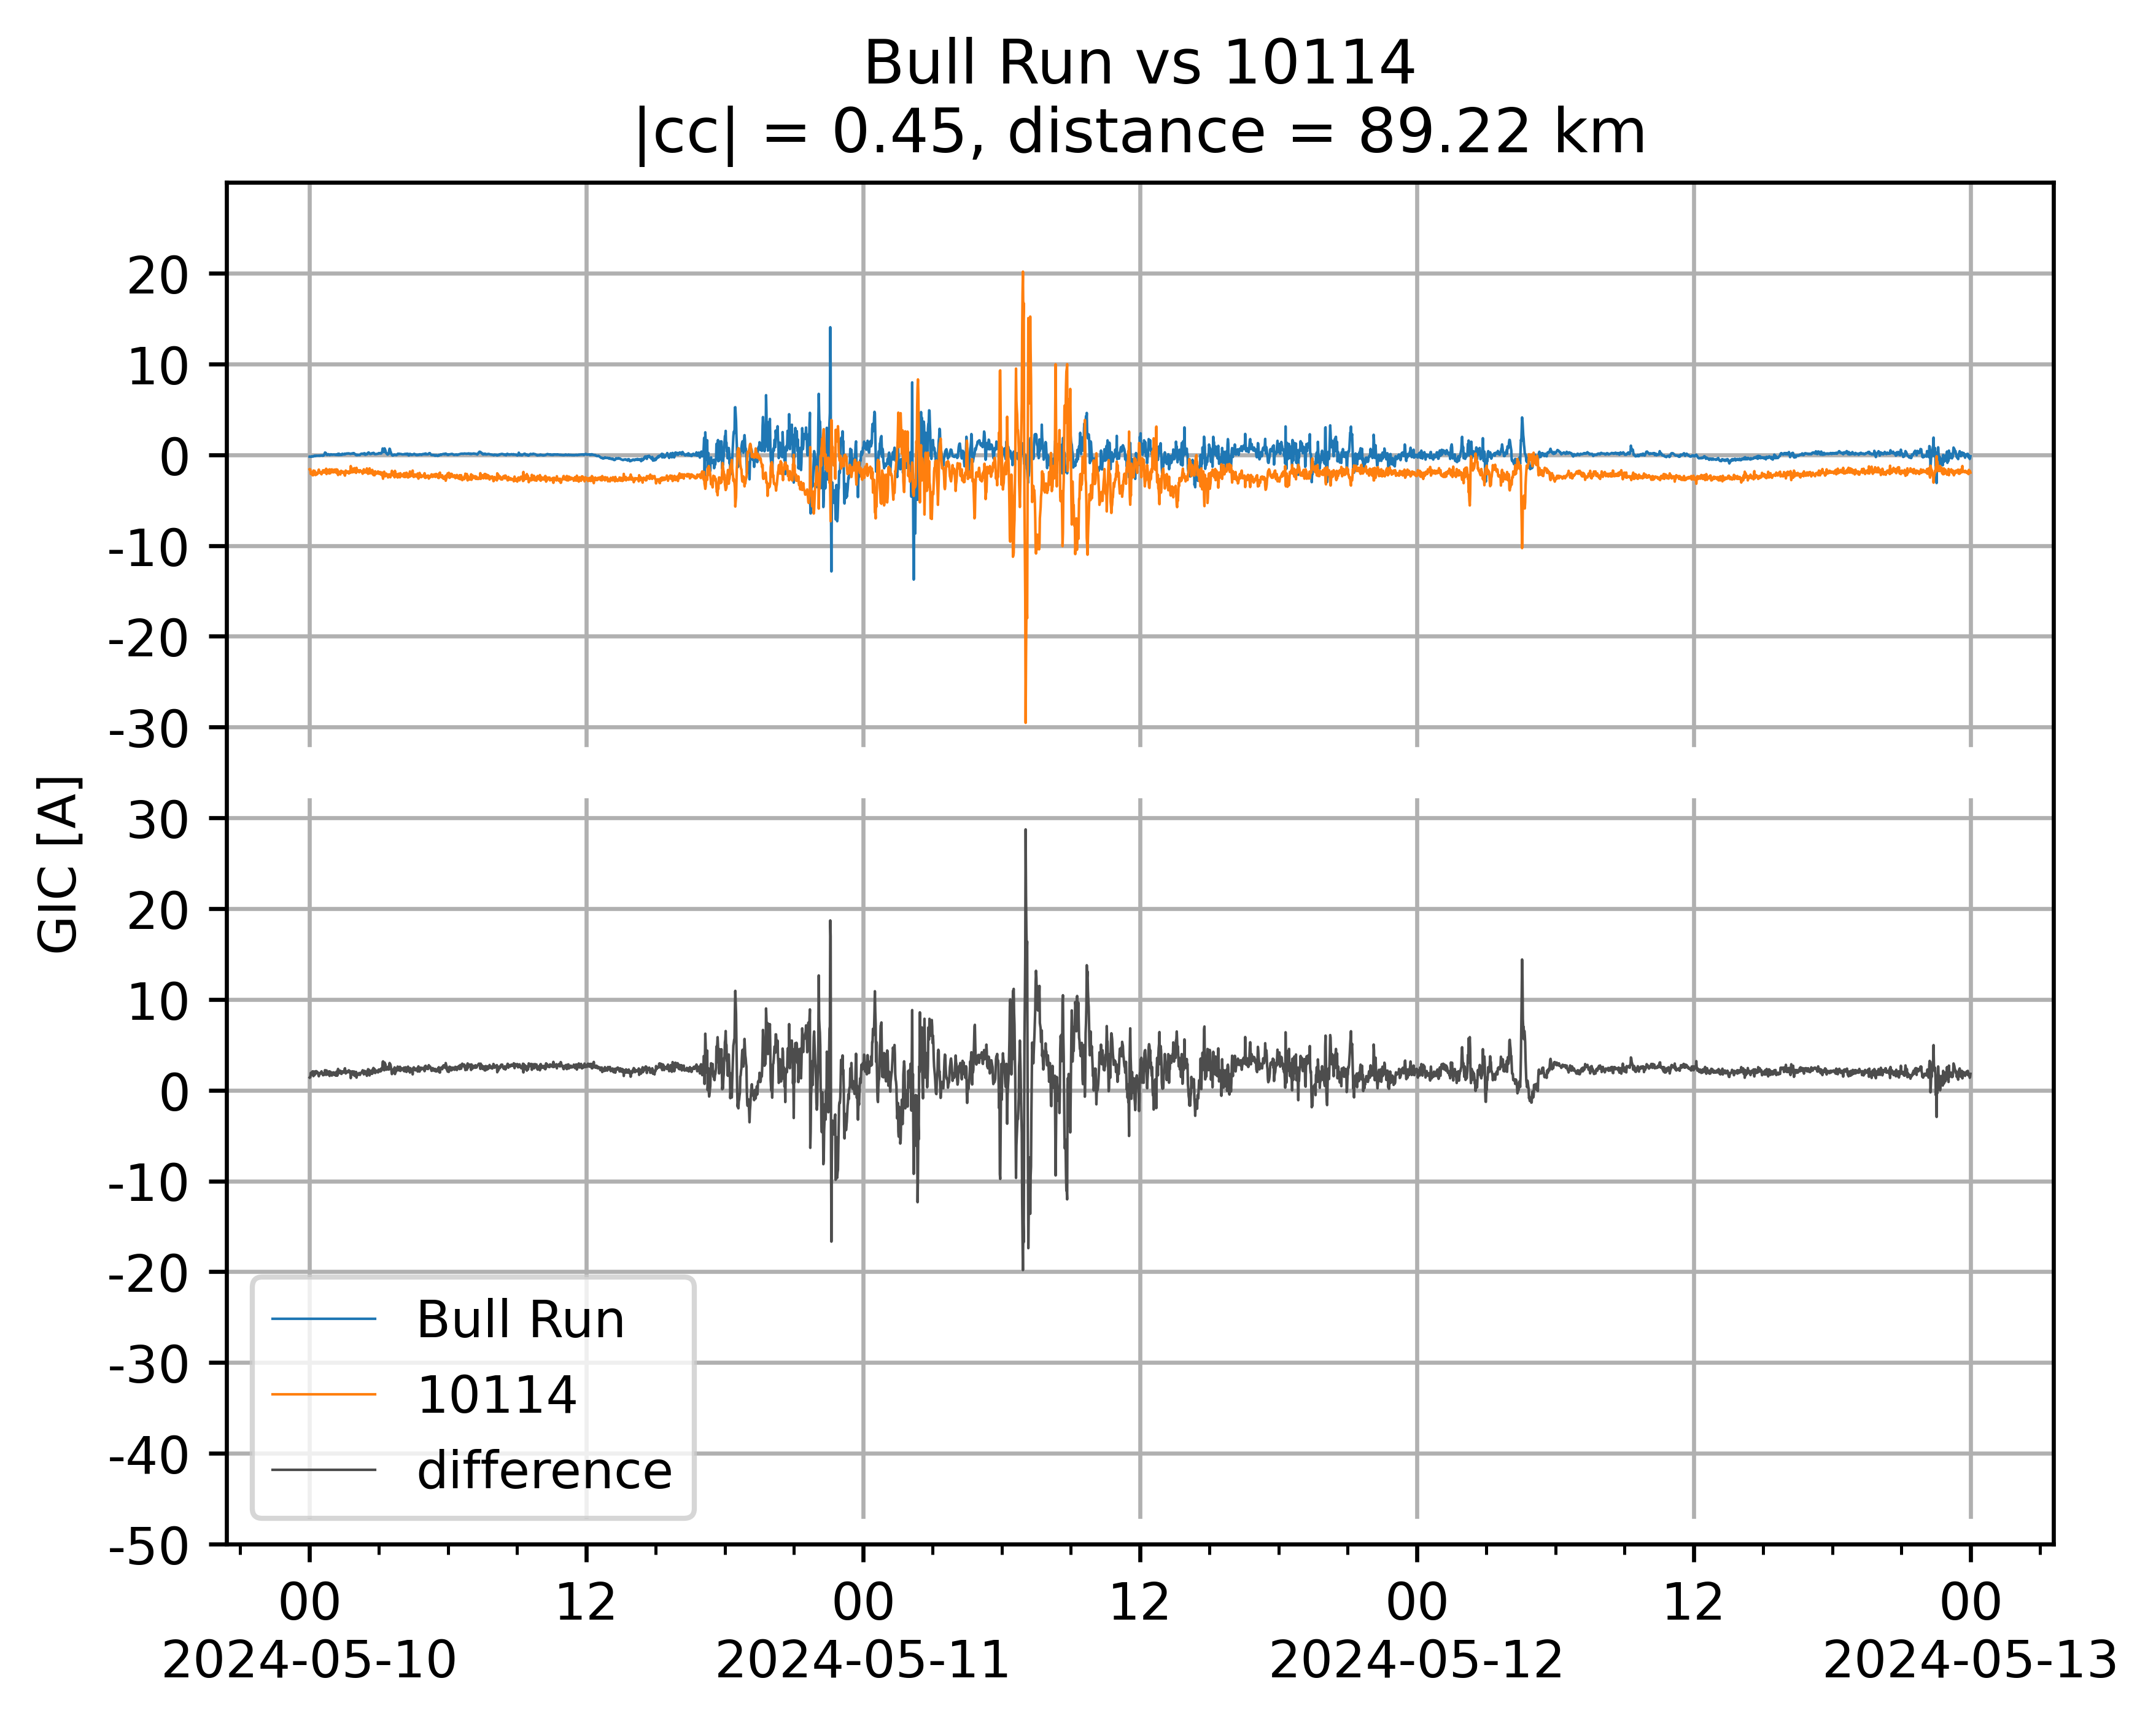 Bull Run vs 10114
|cc| = 0.45, distance = 89.22 km
GIC [A]
20
10
0
-10
-20
-30
30
20
10
0
-10
-20
-30
-40
-50
Bull Run
10114
difference
00 12 00 12 00 12 00
2024-05-10 2024-05-11 2024-05-12 2024-05-13